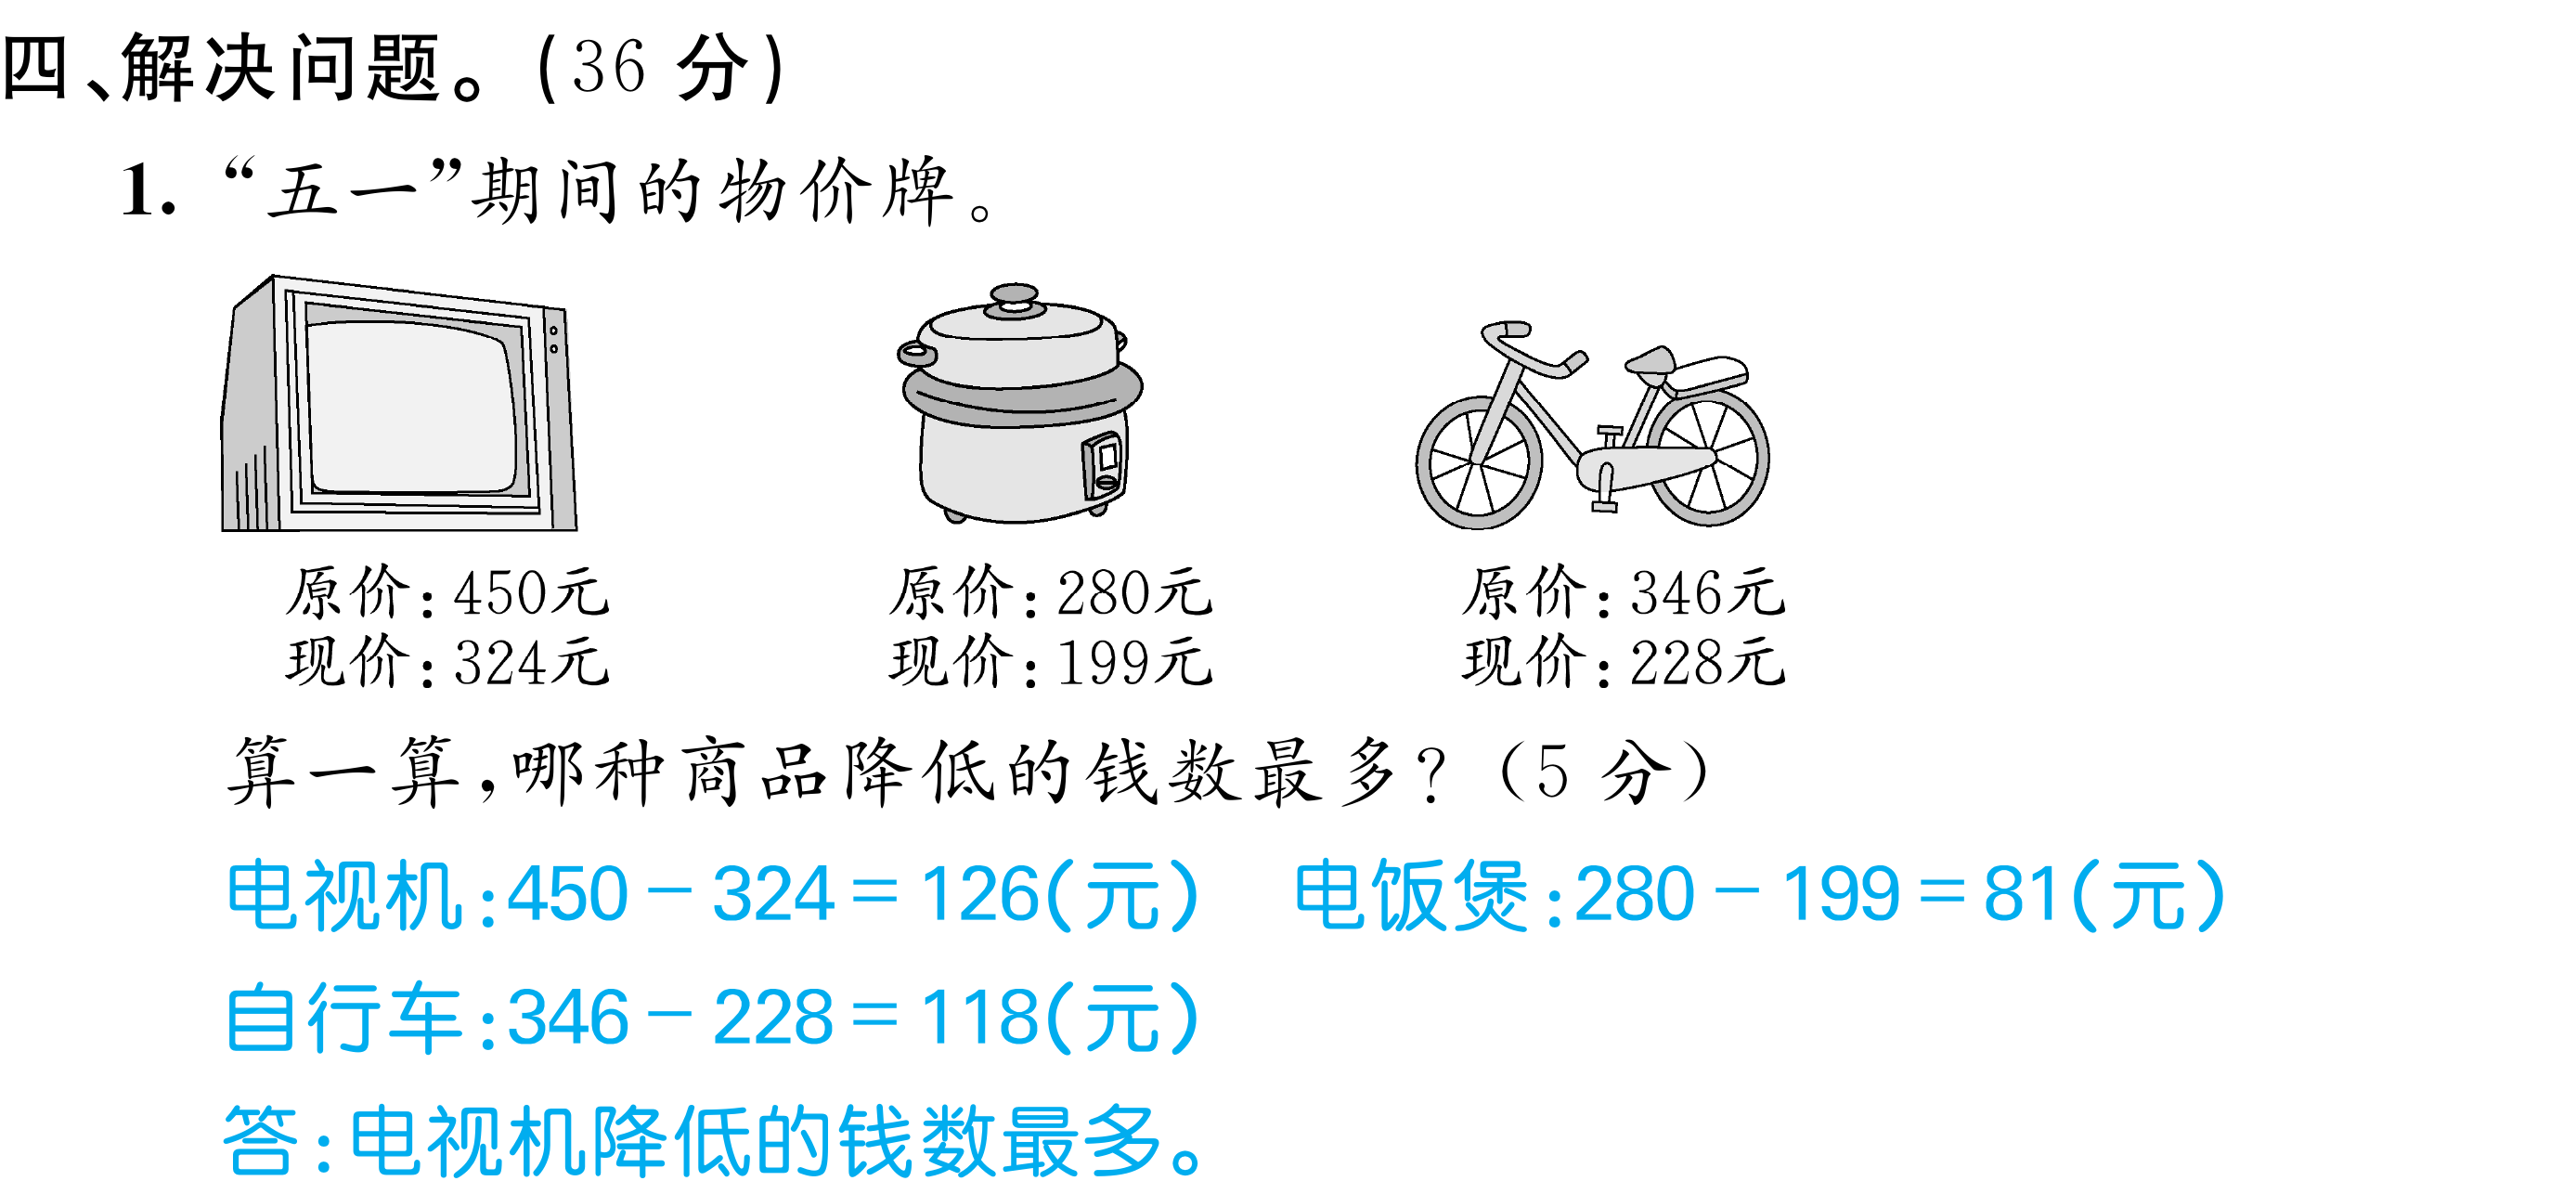 四、解决问题。(36 分)
1. “五一”期间的物价牌。
原价:450元 原价:280元 原价:346元
现价:324元 现价:199元 现价:228元
算一算,哪种商品降低的钱数最多?(5 分)
电视机:450-324=126(元) 电饭煲:280-199=81(元)
自行车:346-228=118(元)
答:电视机降低的钱数最多。